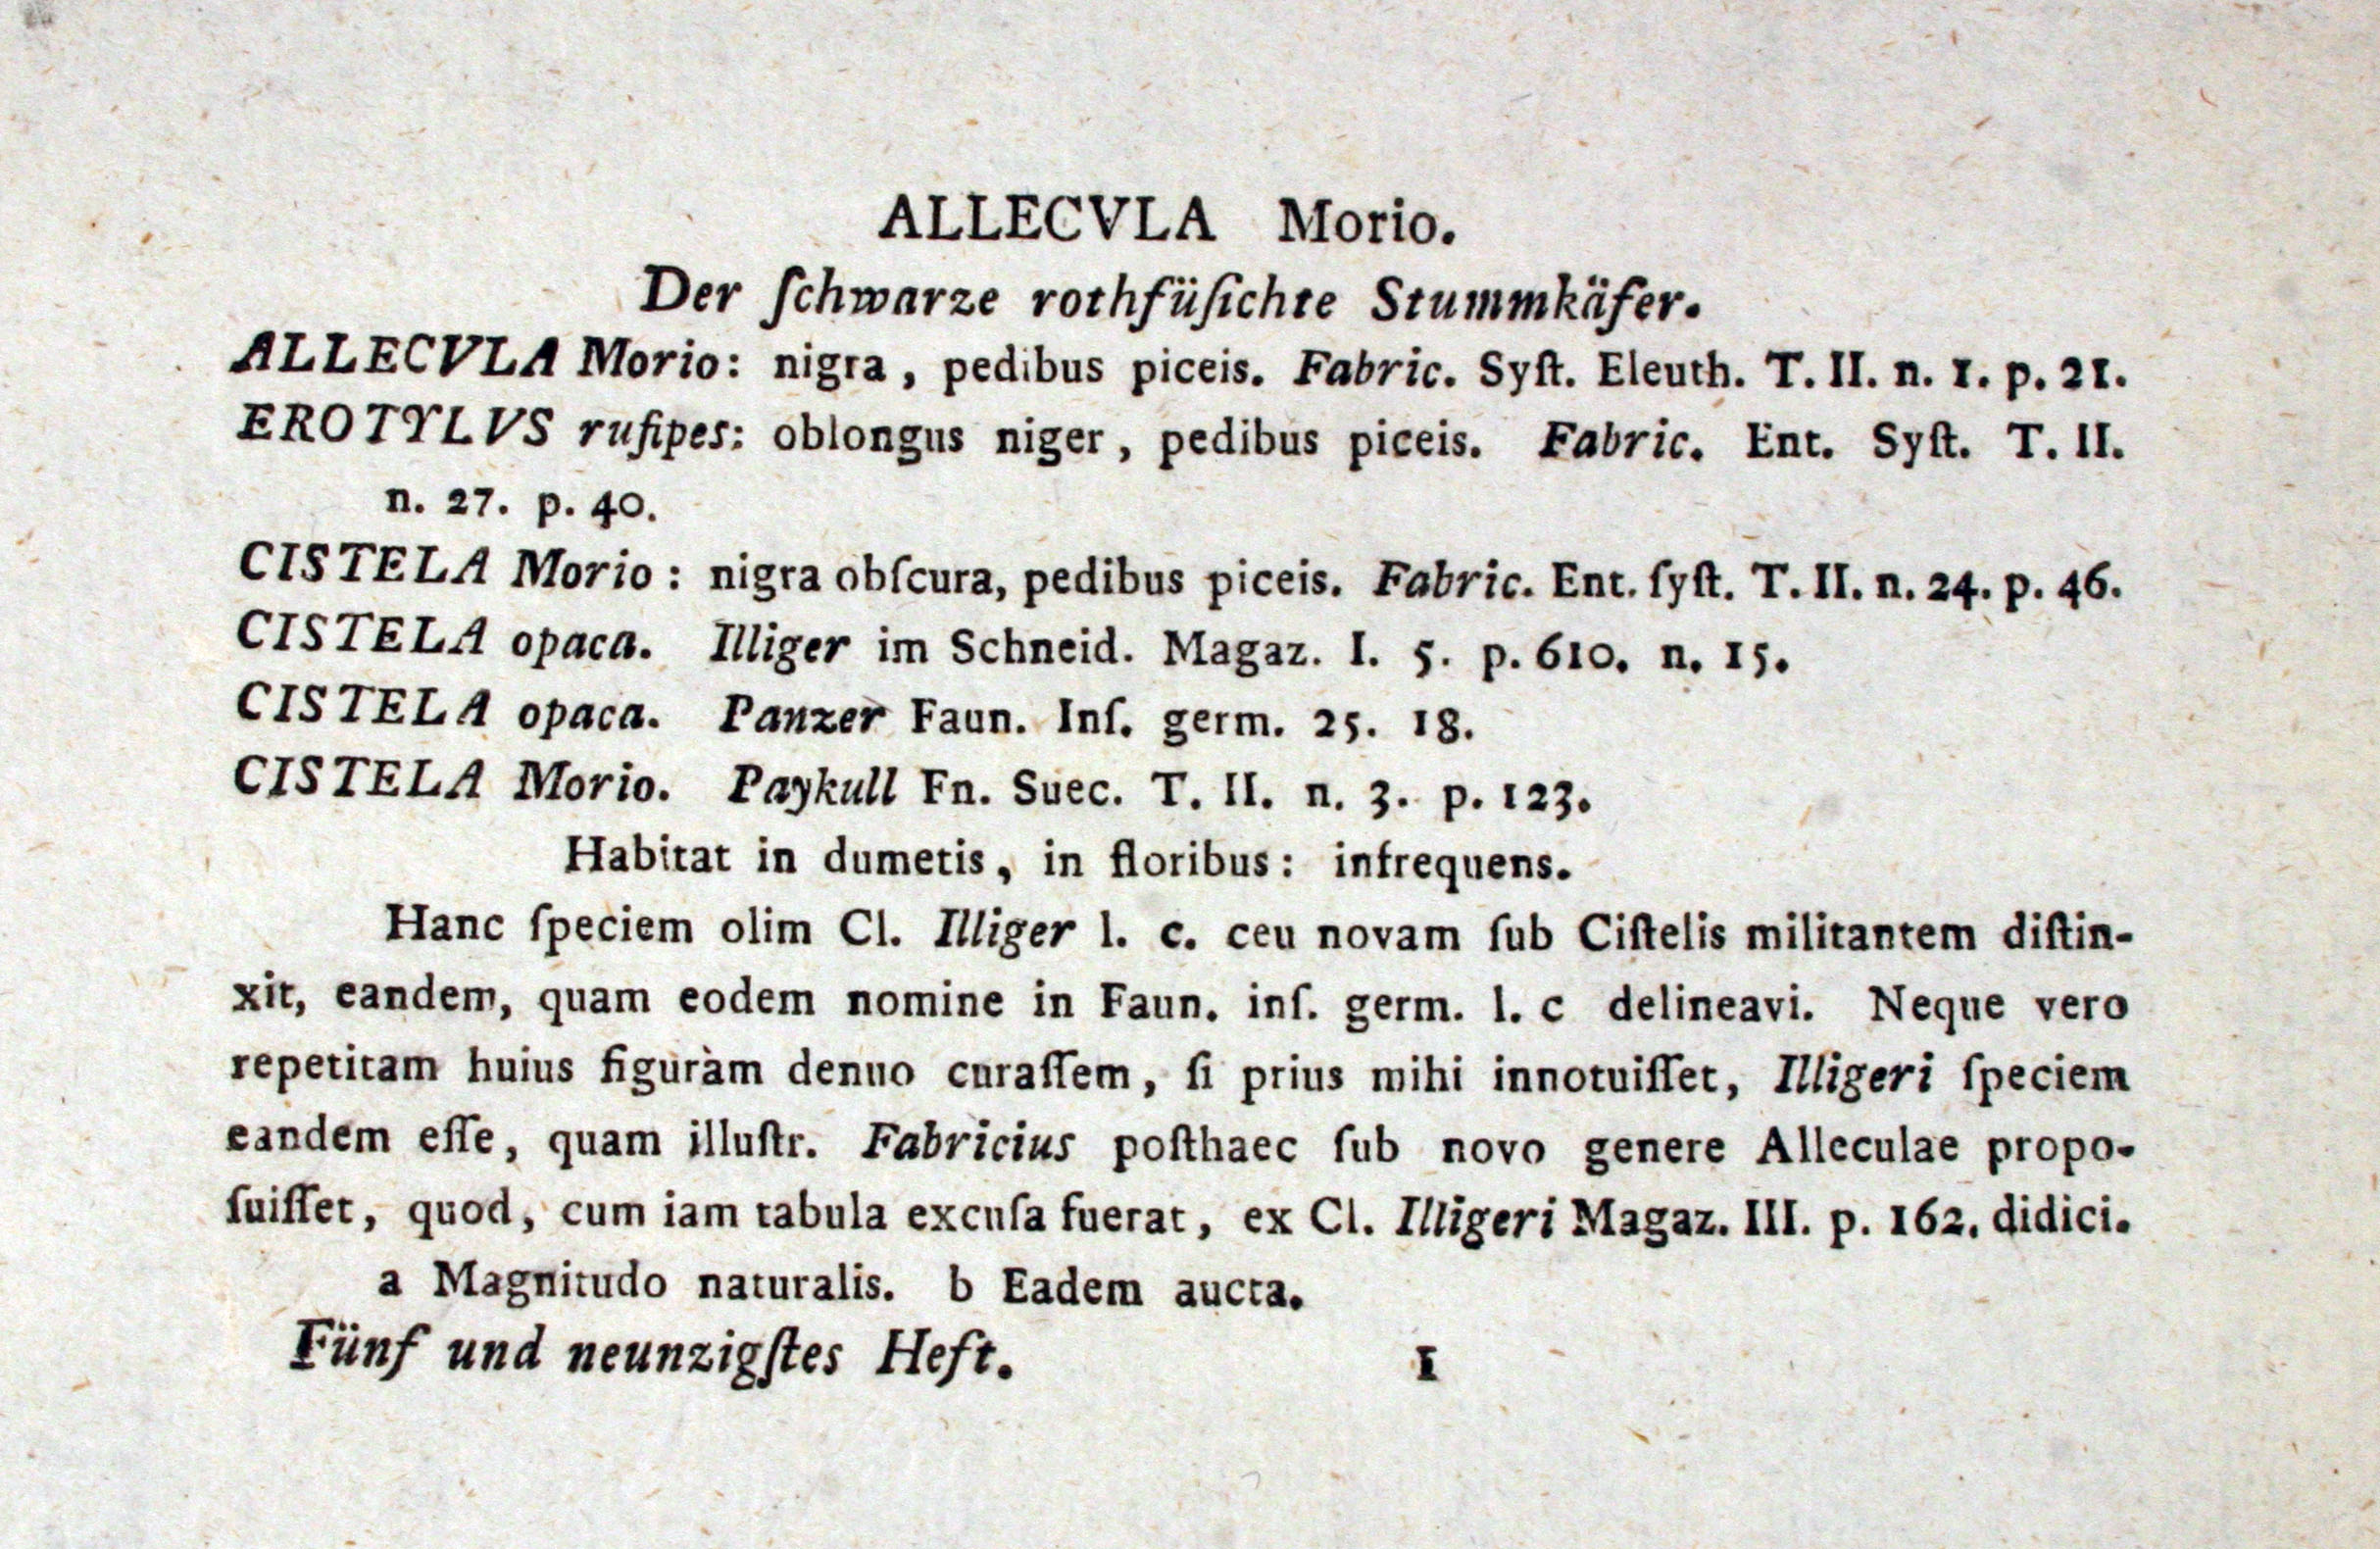 ALLECVLA Morio.
Der ſchwarze rothfüſichte Stummkäfer.
ALLECVLA Morio: nigra, pedibus piceis. Fabric. Syſt. Eleuth. T. II. n. 1. p. 21.
EROTYLVS rufipes: oblongus niger, pedibus piceis. Fabric. Ent. Syſt. T. II.
n. 27. p. 40.
CISTELA Morio: nigra obſcura, pedibus piceis. Fabric. Ent. ſyſt. T. II. n. 24. p. 46.
CISTELA opaca. Illiger im Schneid. Magaz. I. 5. p. 610. n. 15.
CISTELA opaca. Panzer Faun. Inſ. germ. 25. 18.
CISTELA Morio. Paykull Fn. Suec. T. II. n. 3. p. 123.
Habitat in dumetis, in floribus: infrequens.
Hanc ſpeciem olim Cl. Illiger l. c. ceu novam ſub Ciſtelis militantem diſtin-
xit, eandem, quam eodem nomine in Faun. inſ. germ. l. c delineavi. Neque vero
repetitam huius figuràm denuo curaſſem, ſi prius mihi innotuiſſet, Illigeri ſpeciem
eandem eſſe, quam illuſtr. Fabricius poſthaec ſub novo genere Alleculae propo-
ſuiſſet, quod, cum iam tabula excuſa fuerat, ex Cl. Illigeri Magaz. III. p. 162. didici.
a Magnitudo naturalis. b Eadem aucta.
Fünf und neunzigſtes Heft. 1